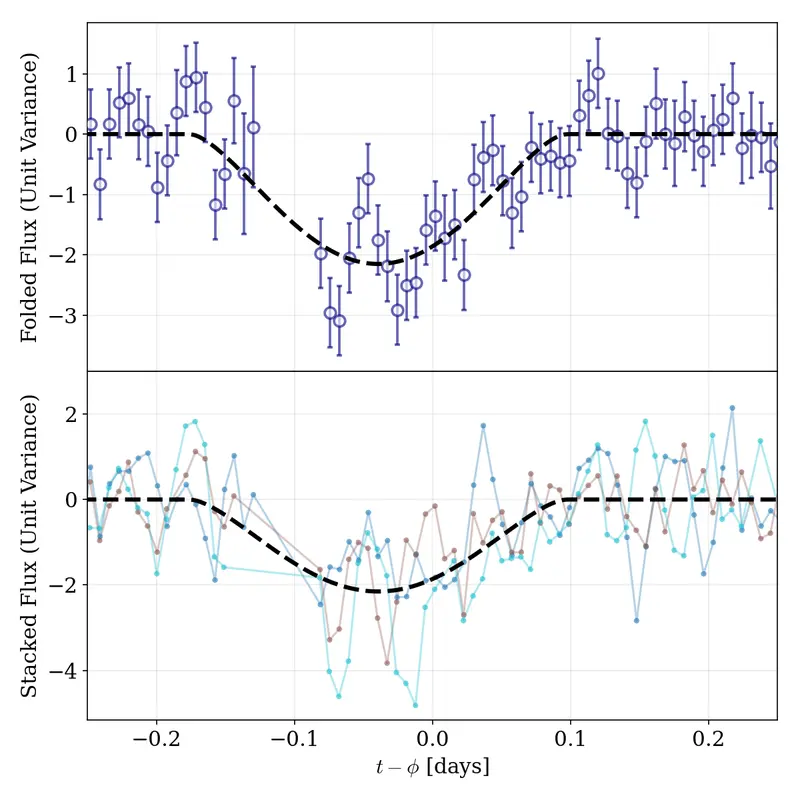 Folded Flux (Unit Variance)
1
0
−1
−2
−3
Stacked Flux (Unit Variance)
2
0
−2
−4
−0.2 −0.1 0.0 0.1 0.2
t − ϕ [days]